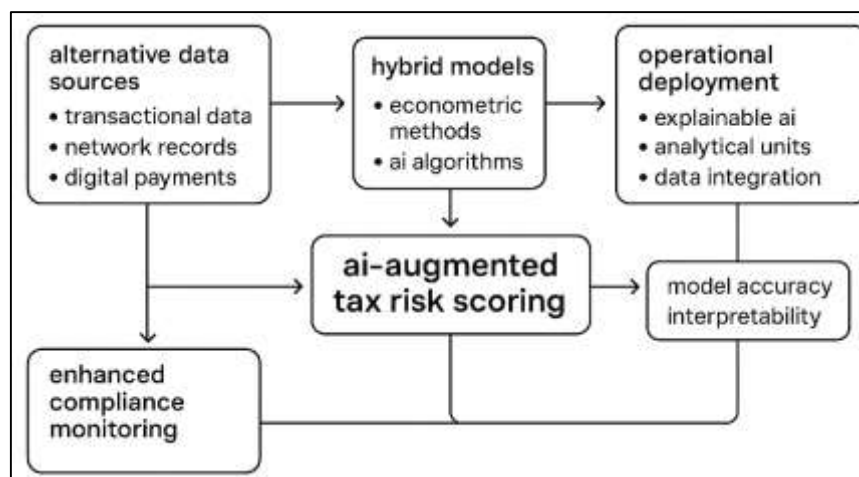 alternative data
sources
• transactional data
• network records
• digital payments
hybrid models
• econometric
methods
• ai algorithms
operational
deployment
• explainable ai
• analytical units
• data integration
ai-augmented
tax risk scoring
model accuracy
interpretability
enhanced
compliance
monitoring